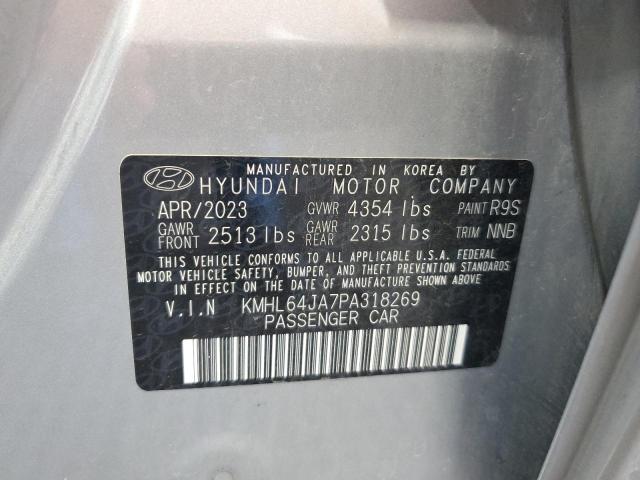 MANUFACTURED IN KOREA BY
HYUNDAI MOTOR COMPANY
APR/2023 GVWR 4354 lbs PAINT R9S
GAWR FRONT 2513 lbs GAWR REAR 2315 lbs TRIM NNB
THIS VEHICLE CONFORMS TO ALL APPLICABLE U.S.A. FEDERAL
MOTOR VEHICLE SAFETY, BUMPER, AND THEFT PREVENTION STANDARDS
IN EFFECT ON THE DATE OF MANUFACTURE SHOWN ABOVE.
V.I.N KMHL64JA7PA318269
PASSENGER CAR